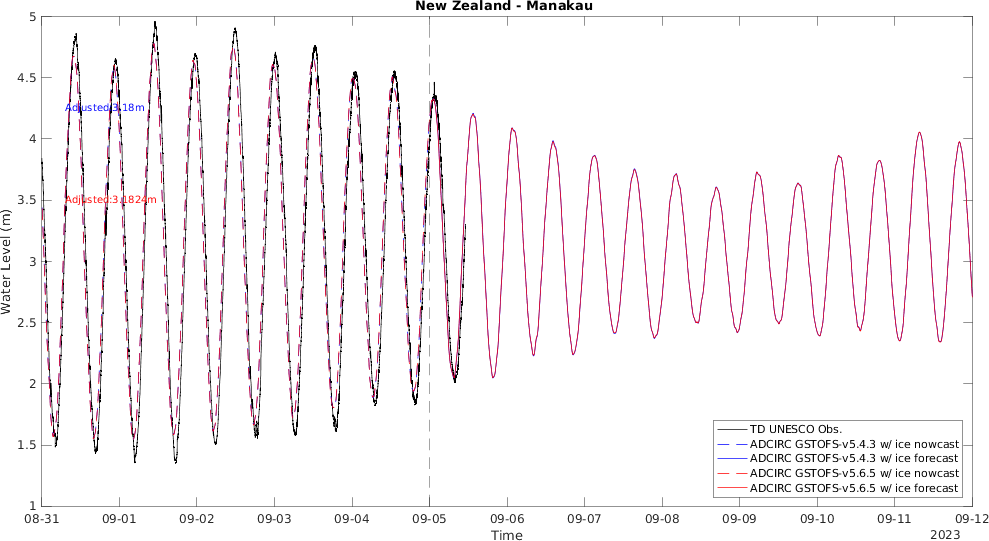 New Zealand - Manakau
5
4.5
4
3.5
3
2.5
2
1.5
1
Water Level (m)
Adjusted:3.18m
Adjusted:3.1824m
TD UNESCO Obs.
ADCIRC GSTOFS-v5.4.3 w/ ice nowcast
ADCIRC GSTOFS-v5.4.3 w/ ice forecast
ADCIRC GSTOFS-v5.6.5 w/ ice nowcast
ADCIRC GSTOFS-v5.6.5 w/ ice forecast
08-31 09-01 09-02 09-03 09-04 09-05 09-06 09-07 09-08 09-09 09-10 09-11 09-12
Time
2023